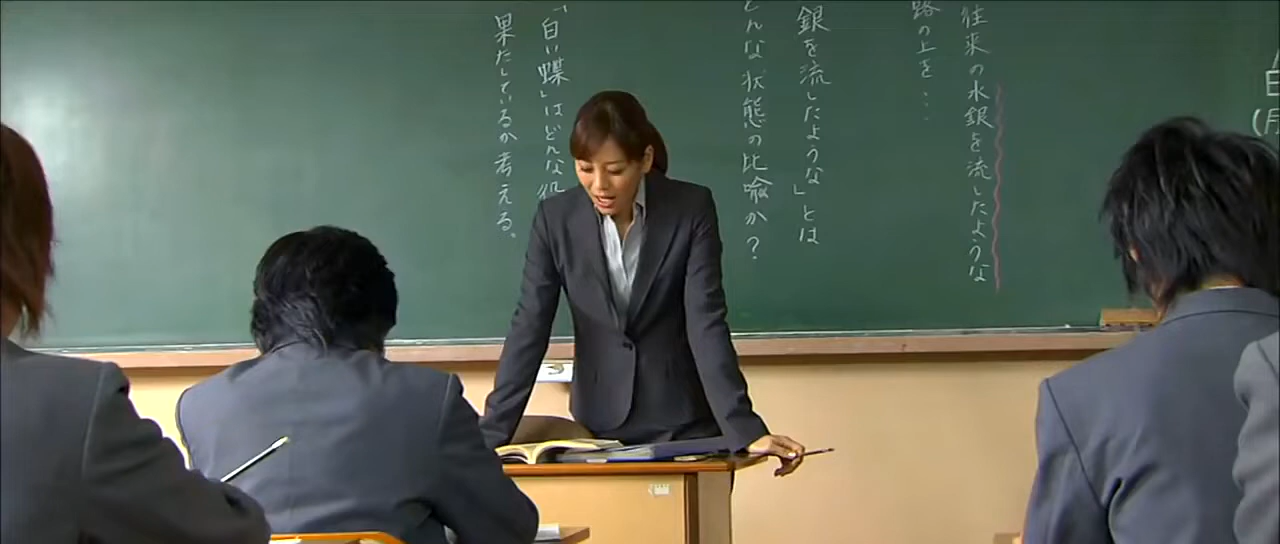 往来の水銀を流したような
路の上を…
銀を流したような」とは
どんな状態の比喩か?
「白い蝶」はどんな役
果たしているか考える。